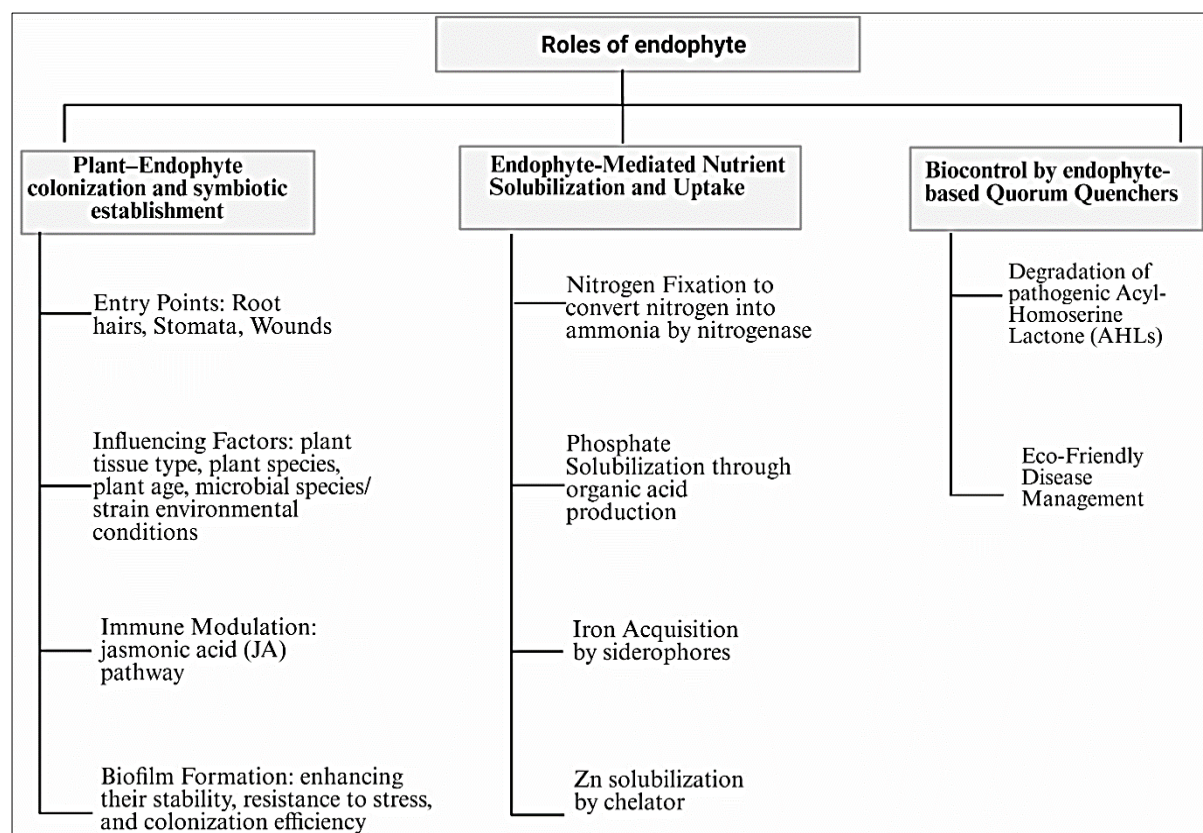 Roles of endophyte
Plant–Endophyte
colonization and symbiotic
establishment
Entry Points: Root
hairs, Stomata, Wounds
Influencing Factors: plant
tissue type, plant species,
plant age, microbial species/
strain environmental
conditions
Immune Modulation:
jasmonic acid (JA)
pathway
Biofilm Formation: enhancing
their stability, resistance to stress,
and colonization efficiency
Endophyte-Mediated Nutrient
Solubilization and Uptake
Nitrogen Fixation to
convert nitrogen into
ammonia by nitrogenase
Phosphate
Solubilization through
organic acid
production
Iron Acquisition
by siderophores
Zn solubilization
by chelator
Biocontrol by endophyte-
based Quorum Quenchers
Degradation of
pathogenic Acyl-
Homoserine
Lactone (AHLs)
Eco-Friendly
Disease
Management